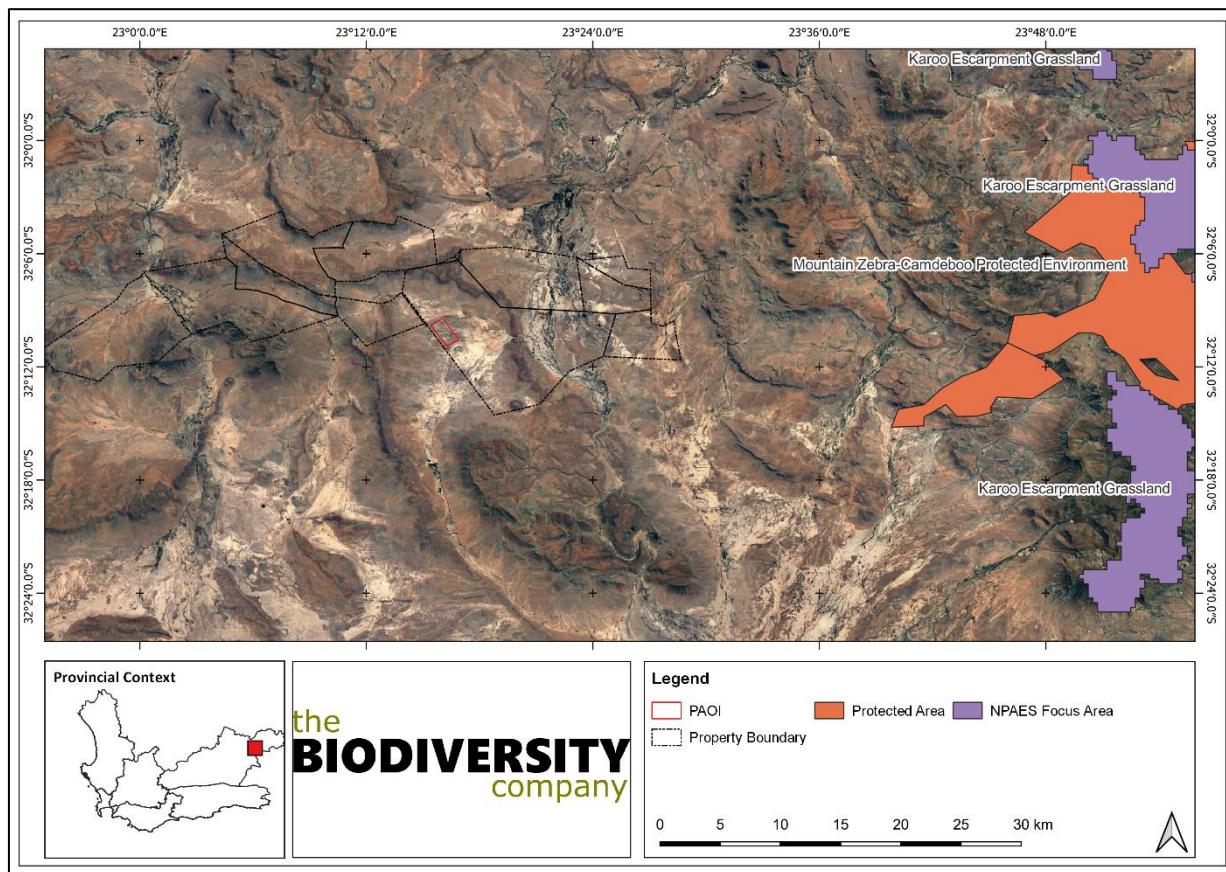 23°0'0.0"E 23°12'0.0"E 23°24'0.0"E 23°36'0.0"E 23°48'0.0"E
Karoo Escarpment Grassland
32°0'0.0"S 32°0'0.0"S
Karoo Escarpment Grassland
32°6'0.0"S 32°6'0.0"S
Mountain Zebra-Camdeboo Protected Environment
32°12'0.0"S 32°12'0.0"S
32°18'0.0"S 32°18'0.0"S
Karoo Escarpment Grassland
32°24'0.0"S 32°24'0.0"S
Provincial Context
the
BIODIVERSITY
company
Legend
PAOI Protected Area NPAES Focus Area
Property Boundary
0 5 10 15 20 25 30 km